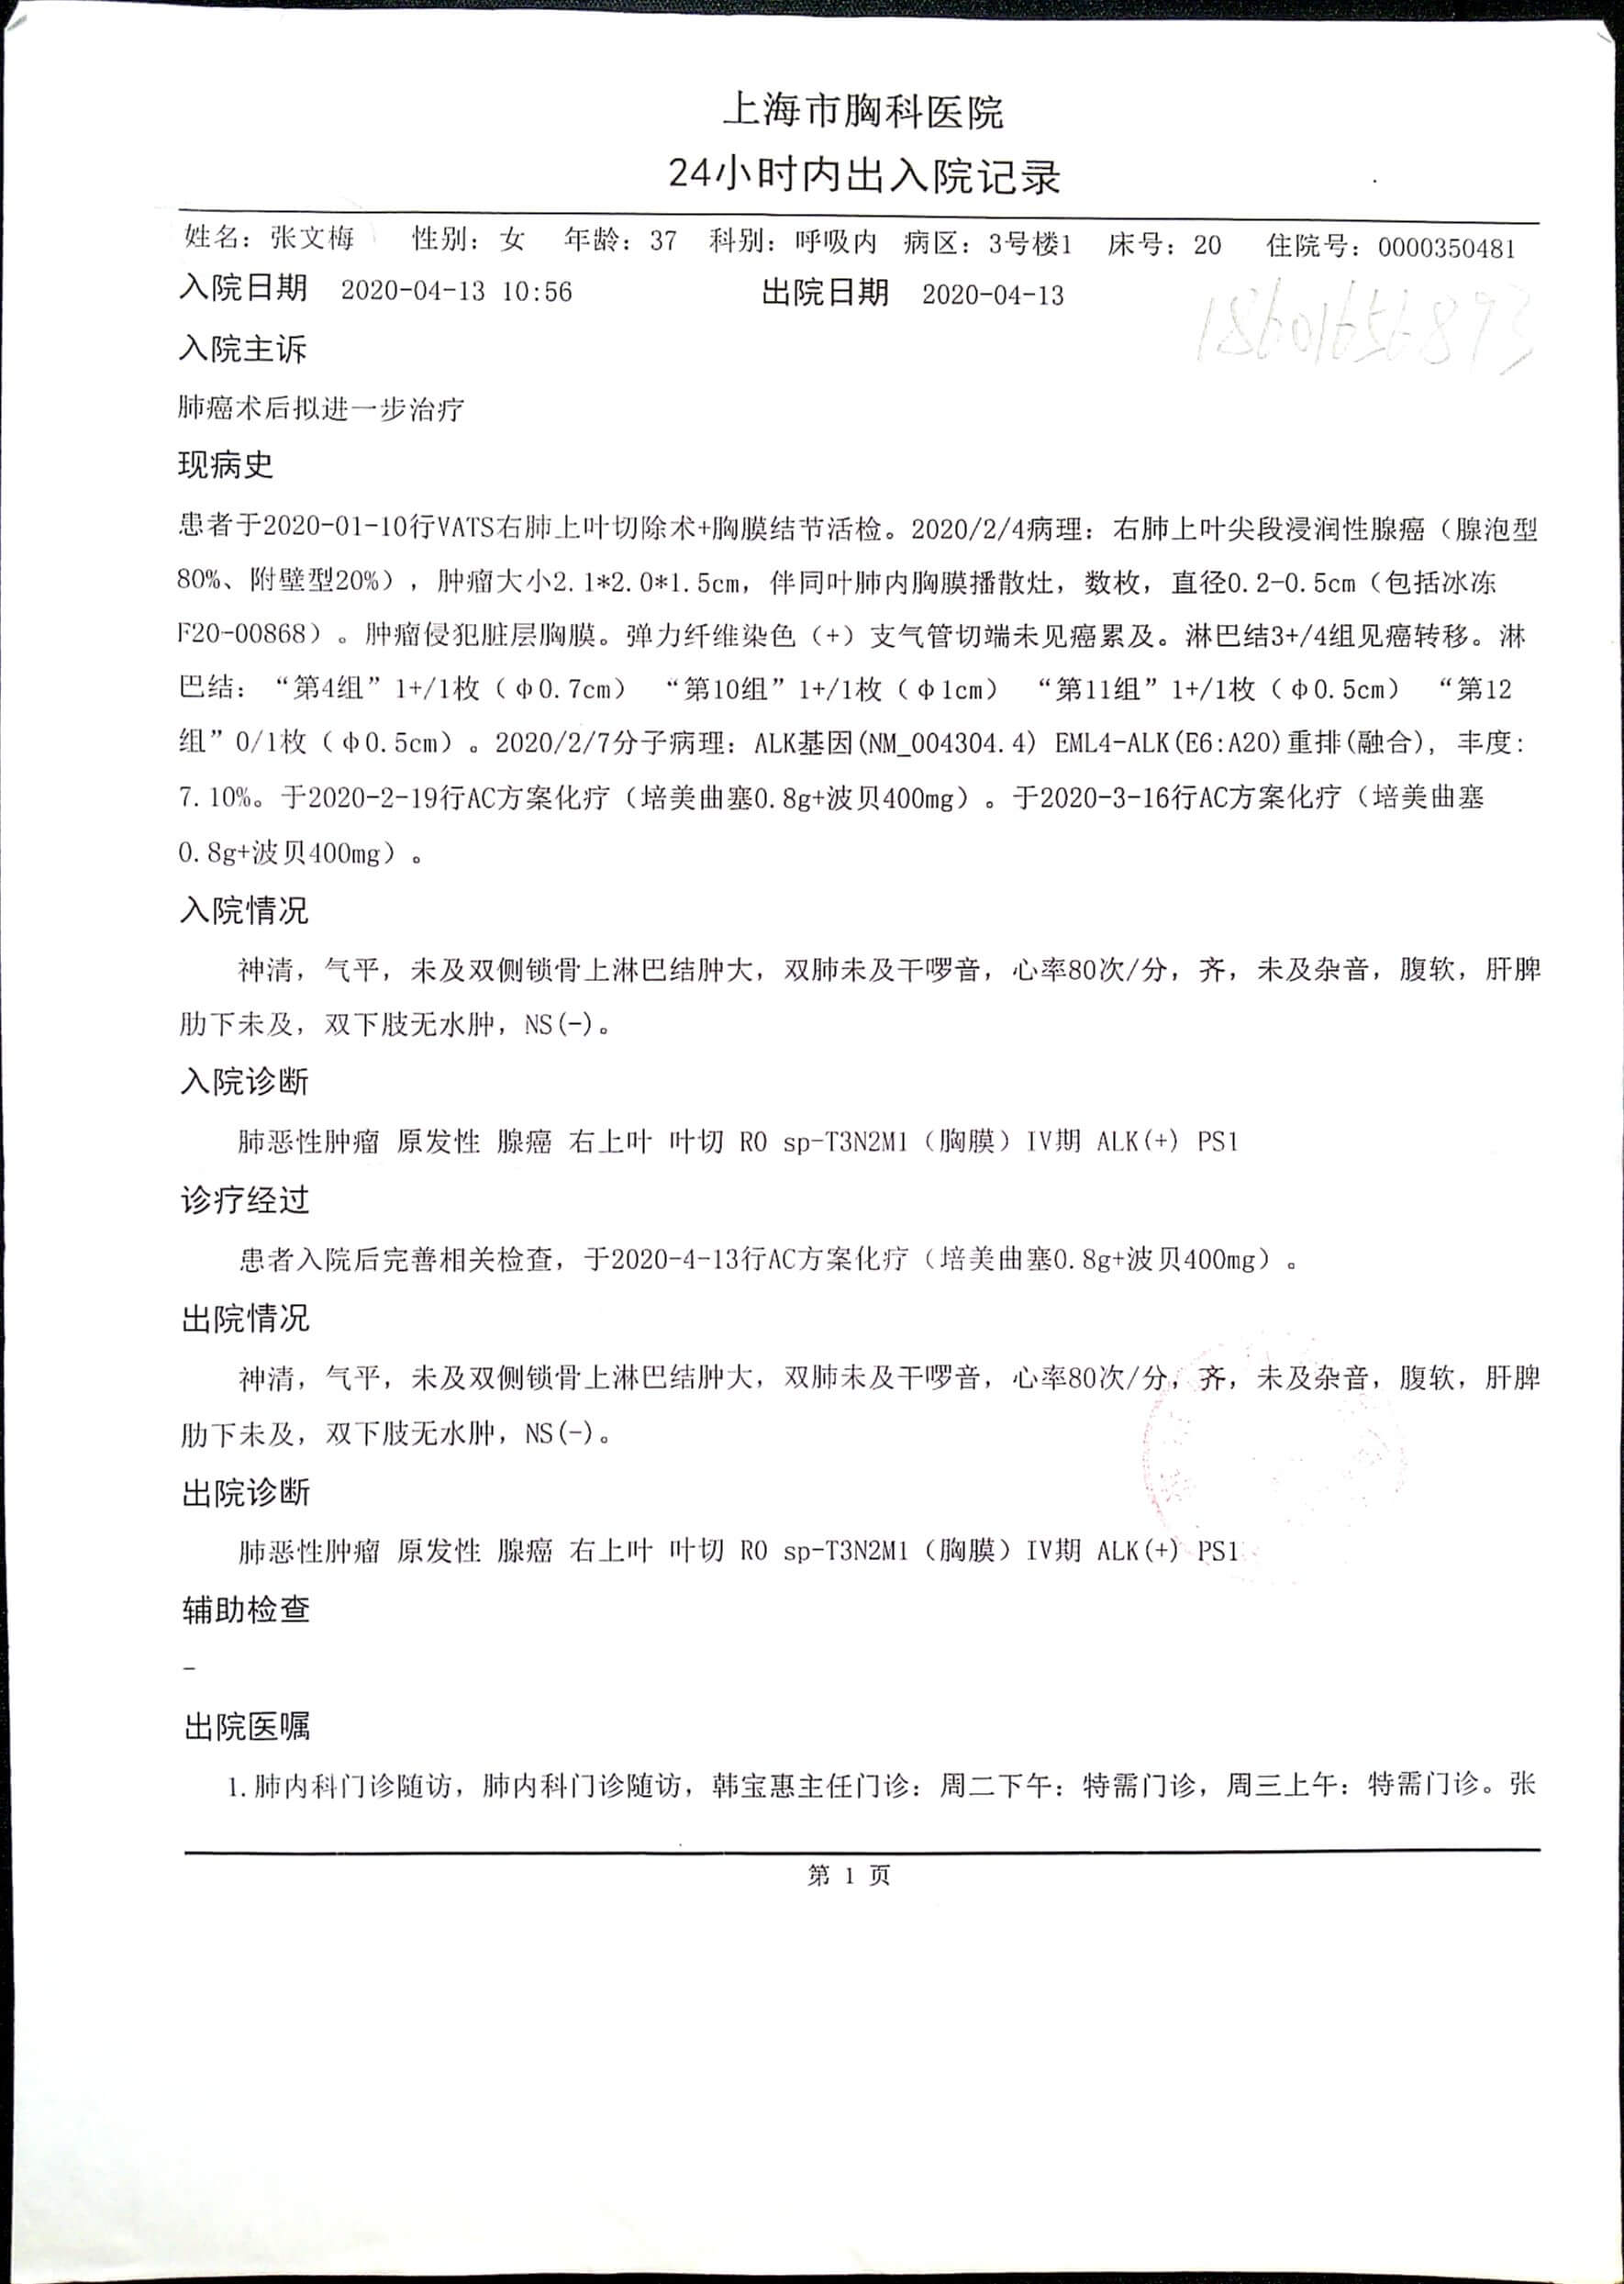 上海市胸科医院
24小时内出入院记录
姓名：张文梅 性别：女 年龄：37 科别：呼吸内 病区：3号楼1 床号：20 住院号：0000350481
入院日期 2020-04-13 10:56 出院日期 2020-04-13
18601656893
入院主诉
肺癌术后拟进一步治疗
现病史
患者于2020-01-10行VATS右肺上叶切除术+胸膜结节活检。2020/2/4病理：右肺上叶尖段浸润性腺癌（腺泡型
80%、附壁型20%），肿瘤大小2.1*2.0*1.5cm，伴同叶肺内胸膜播散灶，数枚，直径0.2-0.5cm（包括冰冻
F20-00868）。肿瘤侵犯脏层胸膜。弹力纤维染色（+）支气管切端未见癌累及。淋巴结3+/4组见癌转移。淋
巴结：“第4组”1+/1枚（φ0.7cm） “第10组”1+/1枚（φ1cm） “第11组”1+/1枚（φ0.5cm） “第12
组”0/1枚（φ0.5cm）。2020/2/7分子病理：ALK基因(NM_004304.4) EML4-ALK(E6:A20)重排(融合)，丰度：
7.10%。于2020-2-19行AC方案化疗（培美曲塞0.8g+波贝400mg）。于2020-3-16行AC方案化疗（培美曲塞
0.8g+波贝400mg）。
入院情况
神清，气平，未及双侧锁骨上淋巴结肿大，双肺未及干啰音，心率80次/分，齐，未及杂音，腹软，肝脾
肋下未及，双下肢无水肿，NS(-)。
入院诊断
肺恶性肿瘤 原发性 腺癌 右上叶 叶切 R0 sp-T3N2M1（胸膜）IV期 ALK(+) PS1
诊疗经过
患者入院后完善相关检查，于2020-4-13行AC方案化疗（培美曲塞0.8g+波贝400mg）。
出院情况
神清，气平，未及双侧锁骨上淋巴结肿大，双肺未及干啰音，心率80次/分，齐，未及杂音，腹软，肝脾
肋下未及，双下肢无水肿，NS(-)。
出院诊断
肺恶性肿瘤 原发性 腺癌 右上叶 叶切 R0 sp-T3N2M1（胸膜）IV期 ALK(+) PS1
辅助检查
-
出院医嘱
1.肺内科门诊随访，肺内科门诊随访，韩宝惠主任门诊：周二下午：特需门诊，周三上午：特需门诊。张
第 1 页